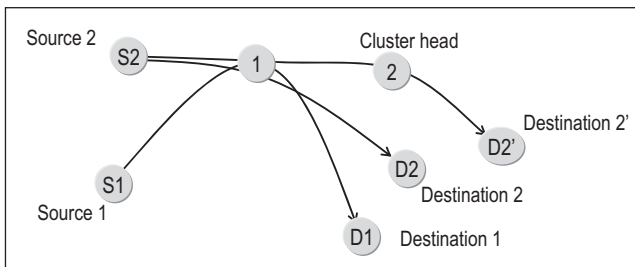 Source 2
S2
1
Cluster head
2
Destination 2'
D2'
D2
Destination 2
S1
Source 1
D1
Destination 1